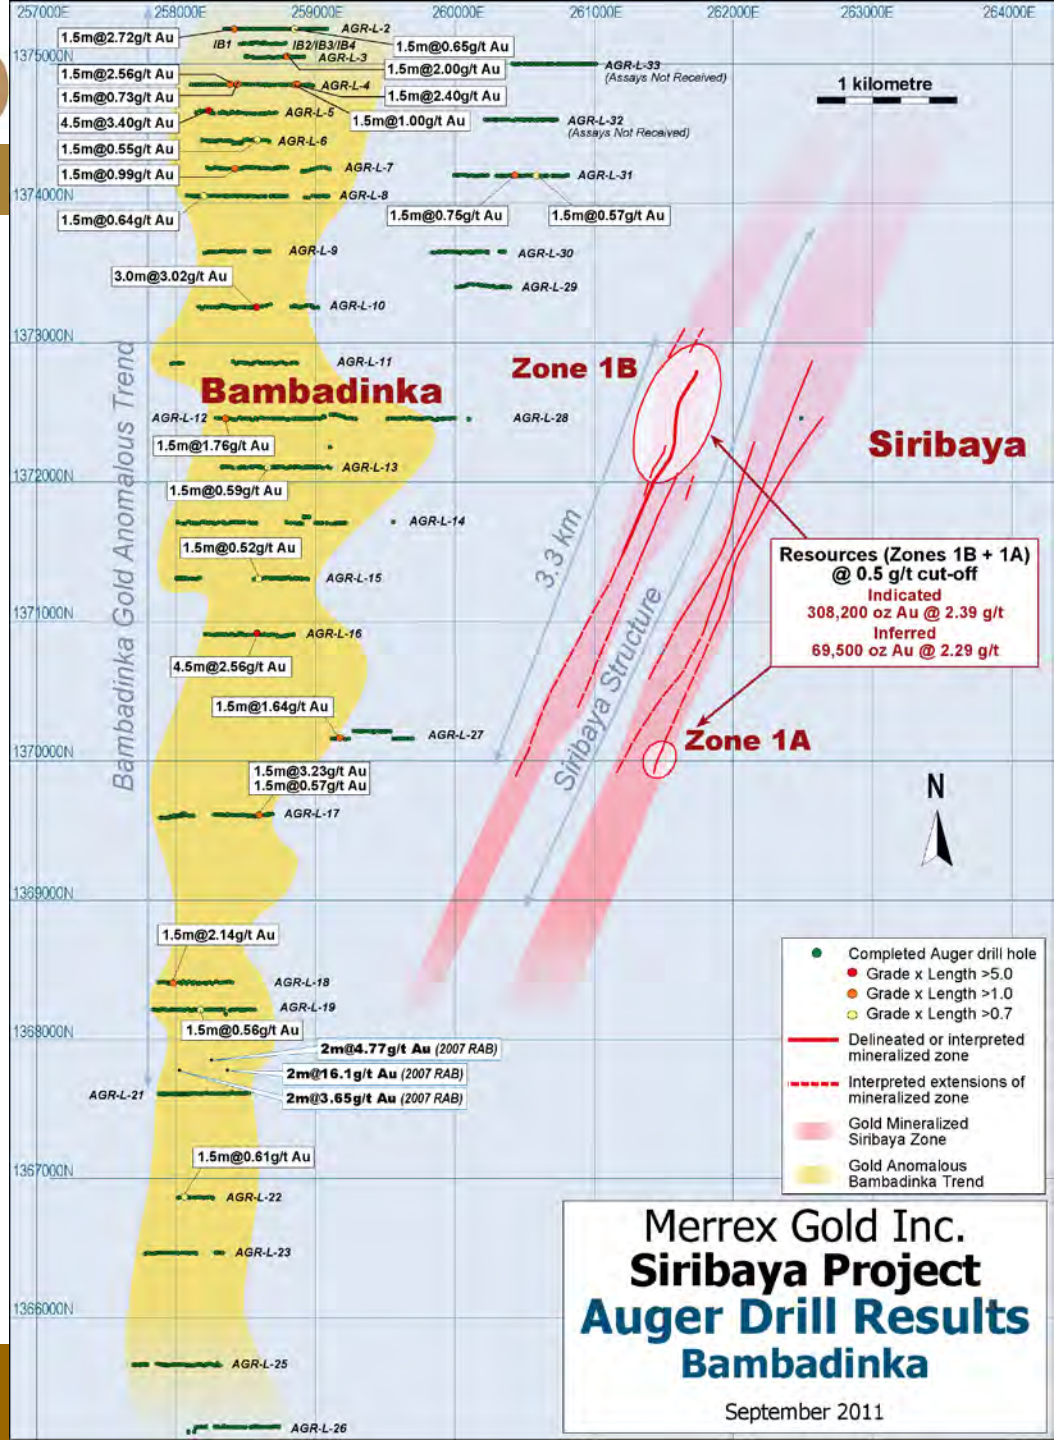 257000E 258000E 259000E 260000E 261000E 262000E 263000E 264000E
1.5m@2.72g/t Au
AGR-L-2
IB1
IB2/IB3/IB4
1.5m@0.65g/t Au
1375000N
AGR-L-3
1.5m@2.00g/t Au
AGR-L-33
(Assays Not Received)
1 kilometre
1.5m@2.56g/t Au
AGR-L-4
1.5m@0.73g/t Au
1.5m@2.40g/t Au
4.5m@3.40g/t Au
AGR-L-5
1.5m@1.00g/t Au
AGR-L-32
(Assays Not Received)
1.5m@0.55g/t Au
AGR-L-6
1.5m@0.99g/t Au
AGR-L-7
AGR-L-31
1374000N
AGR-L-8
1.5m@0.64g/t Au
1.5m@0.75g/t Au
1.5m@0.57g/t Au
AGR-L-9
AGR-L-30
3.0m@3.02g/t Au
AGR-L-29
AGR-L-10
1373000N
AGR-L-11
Zone 1B
Bambadinka
AGR-L-12
AGR-L-28
1.5m@1.76g/t Au
Siribaya
AGR-L-13
1372000N
1.5m@0.59g/t Au
AGR-L-14
3.3 km
1.5m@0.52g/t Au
Resources (Zones 1B + 1A)
@ 0.5 g/t cut-off
Indicated
308,200 oz Au @ 2.39 g/t
Inferred
69,500 oz Au @ 2.29 g/t
AGR-L-15
Bambadinka Gold Anomalous Trend
1371000N
AGR-L-16
4.5m@2.56g/t Au
Siribaya Structure
1.5m@1.64g/t Au
AGR-L-27
Zone 1A
1370000N
1.5m@3.23g/t Au
1.5m@0.57g/t Au
N
AGR-L-17
1369000N
1.5m@2.14g/t Au
AGR-L-18
AGR-L-19
1.5m@0.56g/t Au
1368000N
2m@4.77g/t Au (2007 RAB)
2m@16.1g/t Au (2007 RAB)
AGR-L-21
2m@3.65g/t Au (2007 RAB)
1.5m@0.61g/t Au
1367000N
AGR-L-22
AGR-L-23
1366000N
AGR-L-25
AGR-L-26
Completed Auger drill hole
Grade x Length >5.0
Grade x Length >1.0
Grade x Length >0.7
Delineated or interpreted
mineralized zone
Interpreted extensions of
mineralized zone
Gold Mineralized
Siribaya Zone
Gold Anomalous
Bambadinka Trend
Merrex Gold Inc.
Siribaya Project
Auger Drill Results
Bambadinka
September 2011